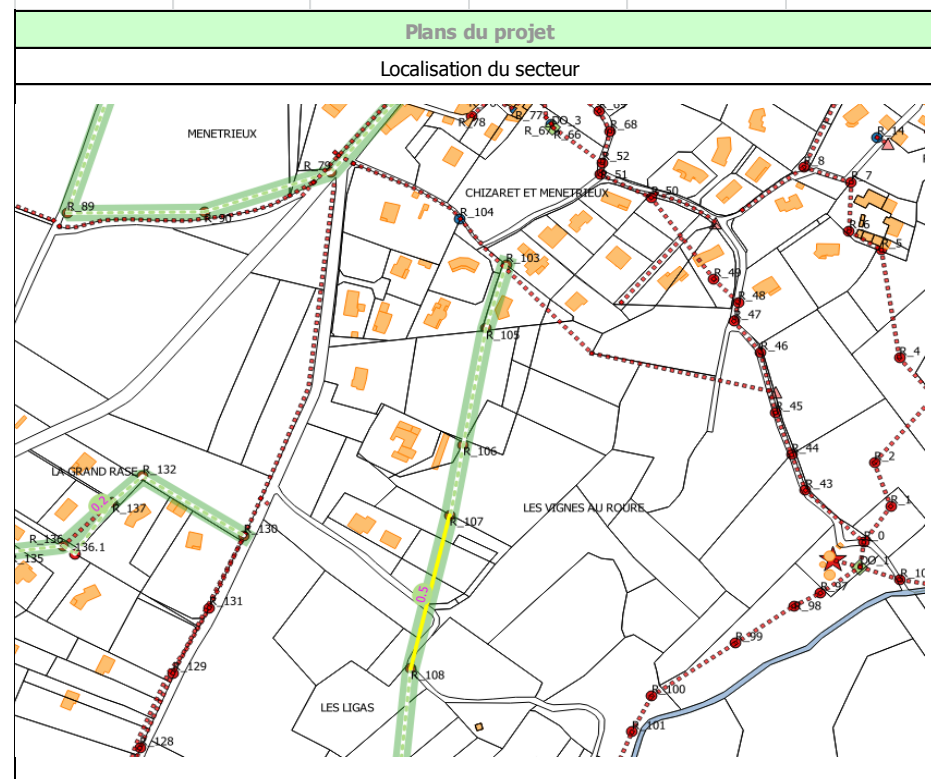 Plans du projet
Localisation du secteur
R_78
R_77
DO_3
R_67
R_66
R_68
MENETRIEUX
R_14
R_79
R_52
R_8
R_51
R_7
CHIZARET ET MENETRIEUX
R_50
R_89
R_90
R_104
R_6
R_5
R_103
R_49
R_48
R_47
R_105
R_46
R_4
R_45
R_106
R_44
R_2
LA GRAND RASE
R_132
R_43
0.2
R_137
R_1
LES VIGNES AU ROURE
R_107
R_130
R_0
R_136
136.1
R_135
DO_1
R_10
0.5
R_97
R_131
R_98
R_99
R_129
R_108
R_100
LES LIGAS
R_101
R_128